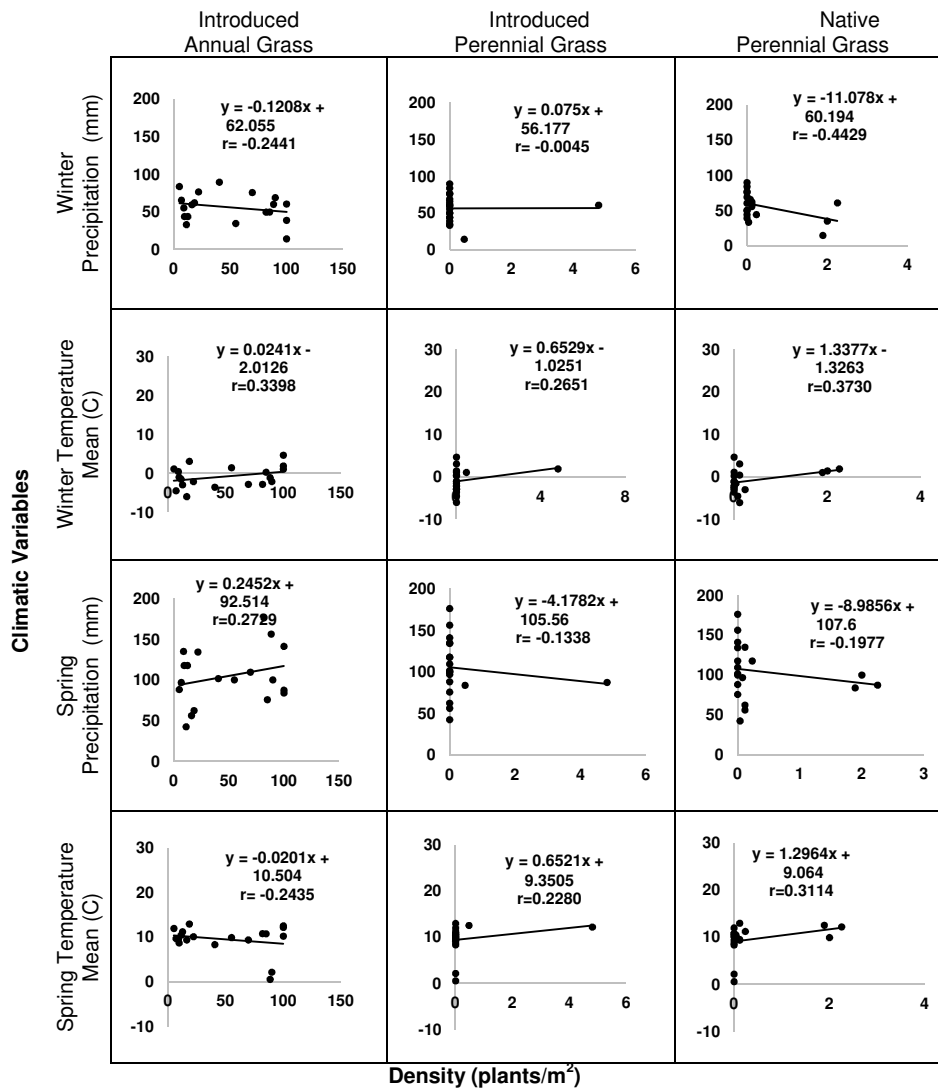 Introduced
Annual Grass
Introduced
Perennial Grass
Native
Perennial Grass
Climatic Variables
Winter
Precipitation (mm)
200
150
100
50
0
0 50 100 150
y = -0.1208x +
62.055
r= -0.2441
200
150
100
50
0
0 2 4 6
y = 0.075x +
56.177
r= -0.0045
200
150
100
50
0
0 2 4
y = -11.078x +
60.194
r= -0.4429
Winter Temperature
Mean (C)
30
20
10
0
-10
0 50 100 150
y = 0.0241x -
2.0126
r=0.3398
30
20
10
0
-10
0 4 8
y = 0.6529x -
1.0251
r=0.2651
30
20
10
0
-10
0 2 4
y = 1.3377x -
1.3263
r=0.3730
Spring
Precipitation (mm)
200
150
100
50
0
0 50 100 150
y = 0.2452x +
92.514
r=0.2729
200
150
100
50
0
0 2 4 6
y = -4.1782x +
105.56
r= -0.1338
200
150
100
50
0
0 1 2 3
y = -8.9856x +
107.6
r= -0.1977
Spring Temperature
Mean (C)
30
20
10
0
-10
0 50 100 150
y = -0.0201x +
10.504
r= -0.2435
30
20
10
0
-10
0 2 4 6
y = 0.6521x +
9.3505
r=0.2280
30
20
10
0
-10
0 2 4
y = 1.2964x +
9.064
r=0.3114
Density (plants/m²)